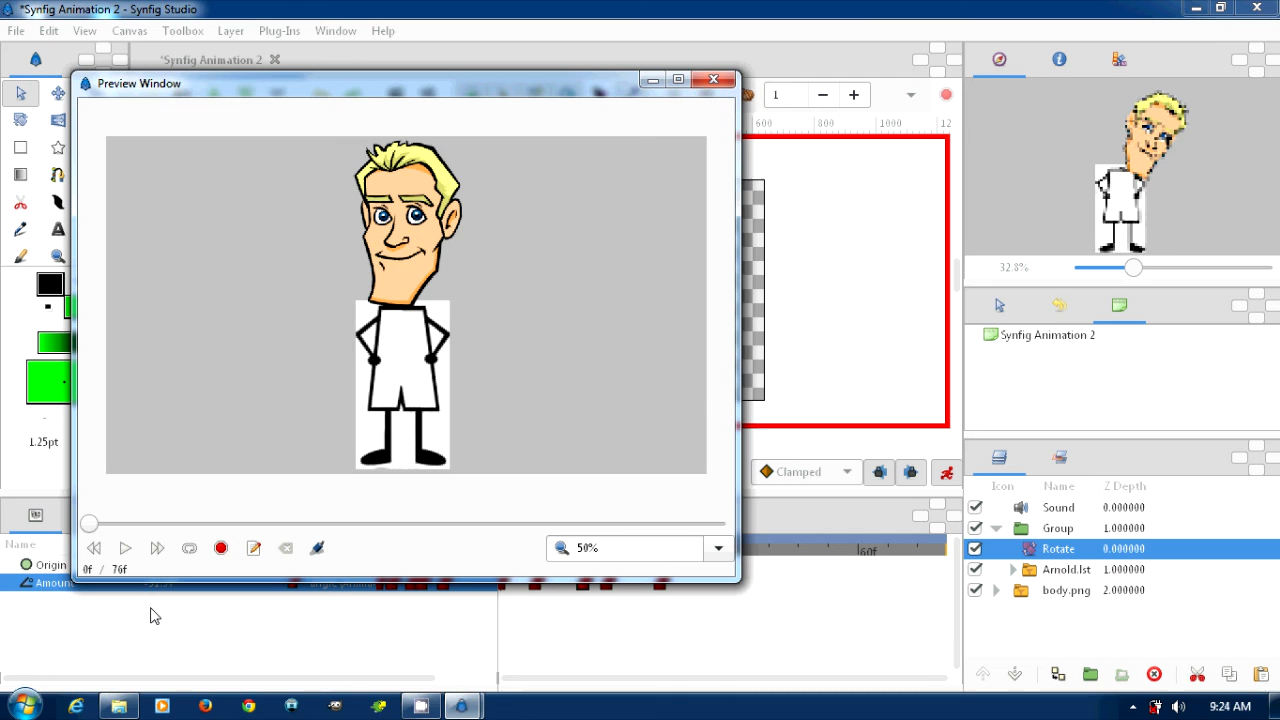 *Synfig Animation 2 - Synfig Studio
File Edit View Canvas Toolbox Layer Plug-Ins Window Help
*Synfig Animation 2
Preview Window
1
600 800 1000 12
32.8%
Synfig Animation 2
1.25pt
Clamped
Icon Name Z Depth
Sound 0.000000
Group 1.000000
Rotate 0.000000
Arnold.lst 1.000000
body.png 2.000000
50%
0f / 76f
Name
60f
Origin
Amount
9:24 AM